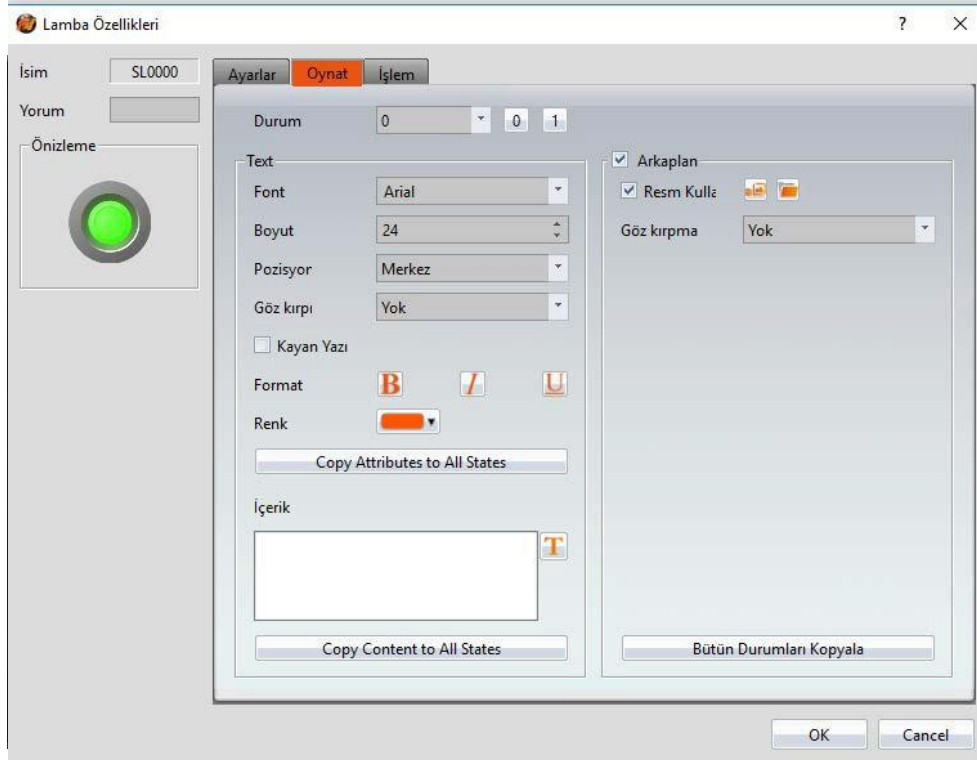 Lamba Özellikleri ? ×
İsim SL0000
Yorum
Önizleme
Ayarlar Oynat İşlem
Durum 0 0 1
Text
Font Arial
Boyut 24
Pozisyor Merkez
Göz kırpı Yok
Kayan Yazı
Format B I U
Renk
Copy Attributes to All States
İçerik
T
Copy Content to All States
Arkaplan
Resm Kulla
Göz kırpma Yok
Bütün Durumları Kopyala
OK Cancel